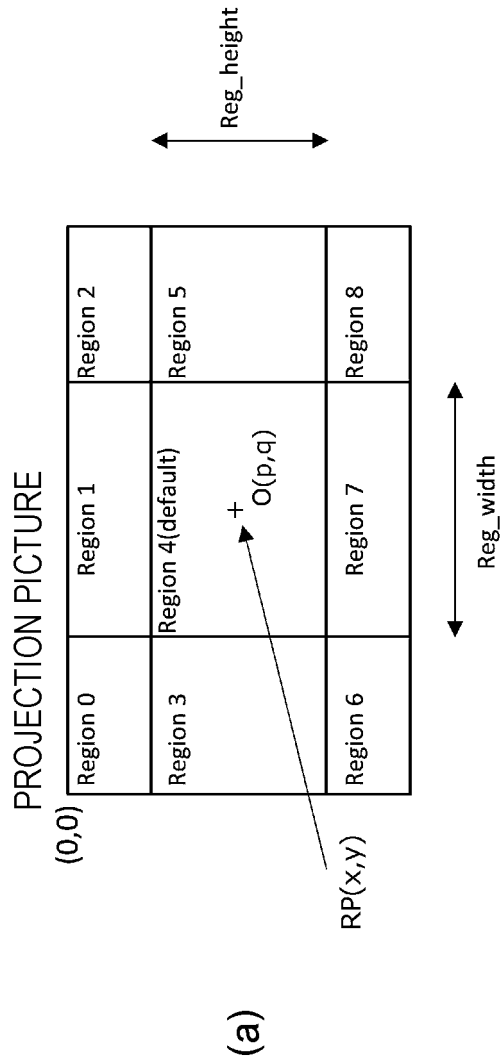 (a)
PROJECTION PICTURE
(0,0)
Region 0
Region 1
Region 2
Region 3
Region 4(default)
Region 5
O(p,q)
Region 6
Region 7
Region 8
RP(x,y)
Reg_width
Reg_height